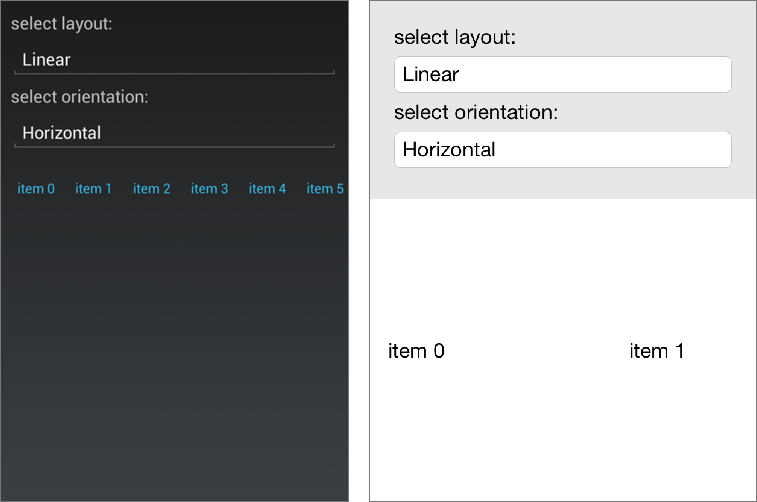 select layout:
Linear
select orientation:
Horizontal
item 0 item 1 item 2 item 3 item 4 item 5
select layout:
Linear
select orientation:
Horizontal
item 0 item 1